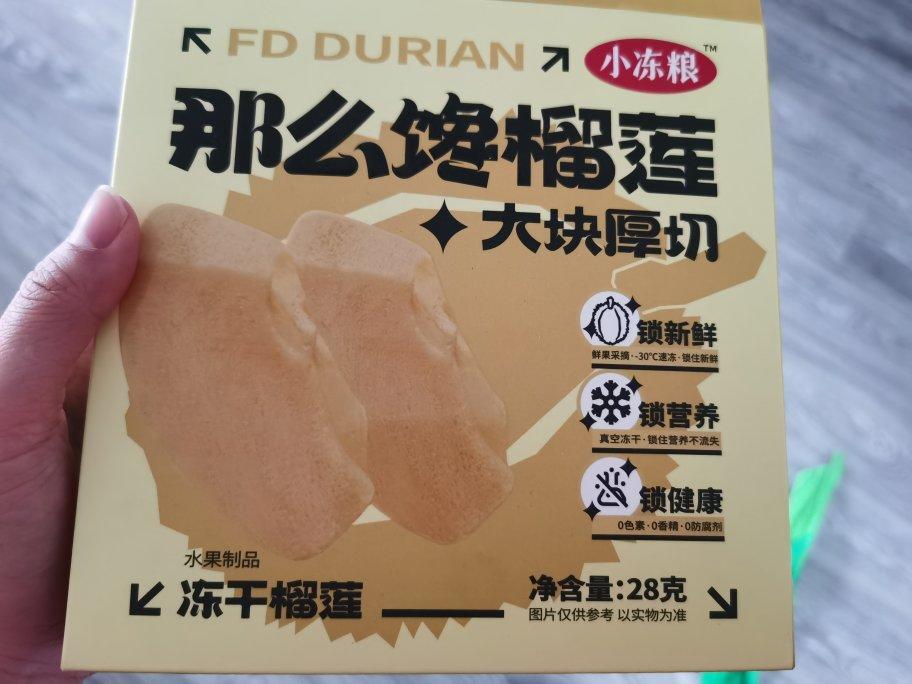 FD DURIAN
小冻粮™
那么馋榴莲
大块厚切
锁新鲜
鲜果采摘·-30℃速冻·锁住新鲜
锁营养
真空冻干·锁住营养不流失
锁健康
0色素·0香精·0防腐剂
水果制品
冻干榴莲
净含量:28克
图片仅供参考 以实物为准